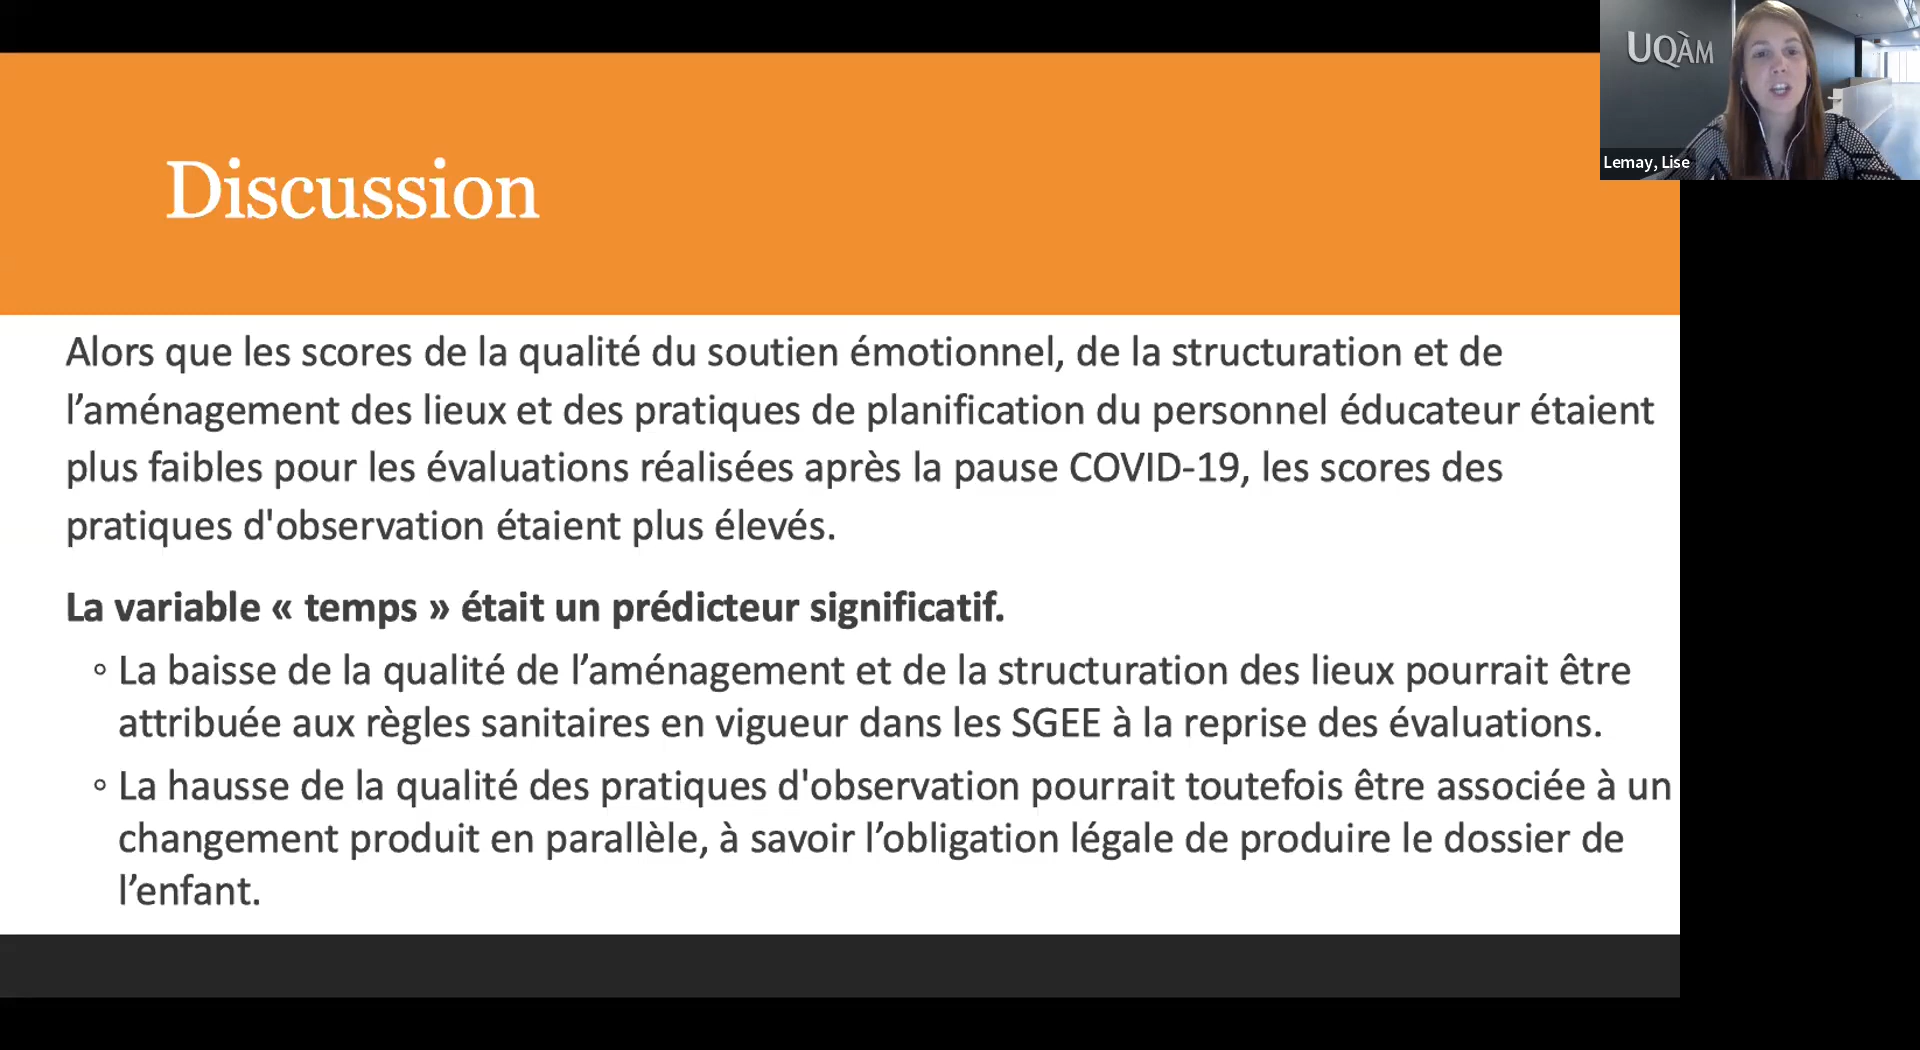 UQÀM
Lemay, Lise
Discussion
Alors que les scores de la qualité du soutien émotionnel, de la structuration et de
l’aménagement des lieux et des pratiques de planification du personnel éducateur étaient
plus faibles pour les évaluations réalisées après la pause COVID-19, les scores des
pratiques d'observation étaient plus élevés.
La variable « temps » était un prédicteur significatif.
◦ La baisse de la qualité de l’aménagement et de la structuration des lieux pourrait être
attribuée aux règles sanitaires en vigueur dans les SGEE à la reprise des évaluations.
◦ La hausse de la qualité des pratiques d'observation pourrait toutefois être associée à un
changement produit en parallèle, à savoir l’obligation légale de produire le dossier de
l’enfant.